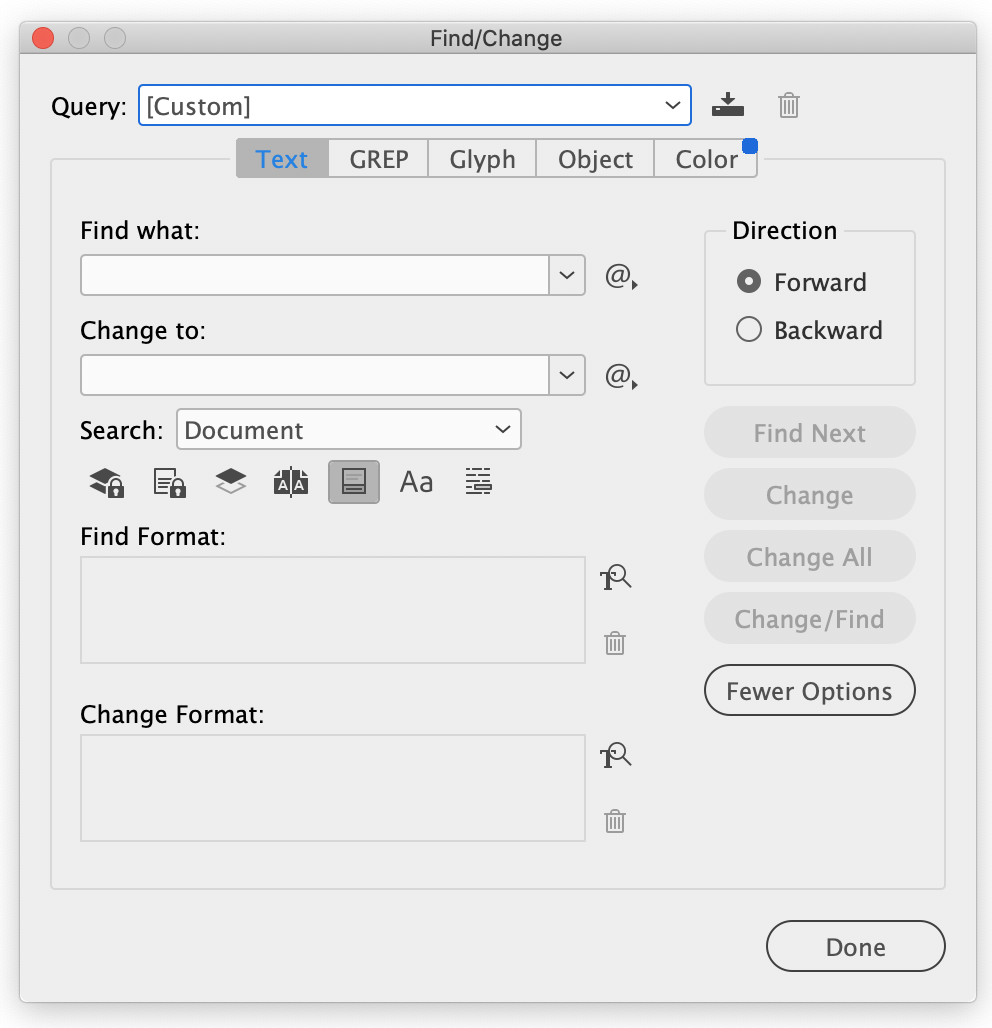 Find/Change
Query: [Custom]
Text GREP Glyph Object Color
Find what:
@
Change to:
@
Search: Document
Aa
Find Format:
T
Change Format:
T
Direction
Forward
Backward
Find Next
Change
Change All
Change/Find
Fewer Options
Done